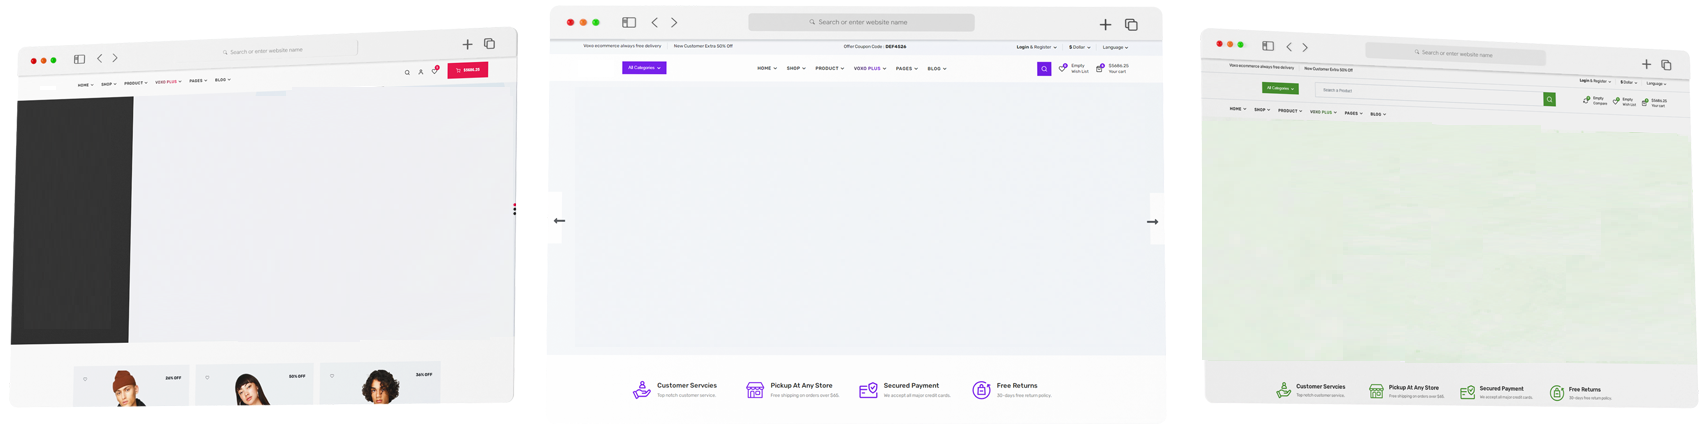 Search or enter website name
HOME SHOP PRODUCT VOXO PLUS PAGES BLOG
$5686.25
26% OFF
50% OFF
36% OFF
Search or enter website name
Voxo ecommerce always free delivery New Customer Extra 50% Off
Offer Coupon Code : DEF4526
Login & Register $ Dollar Language
All Categories
HOME SHOP PRODUCT VOXO PLUS PAGES BLOG
Empty $5686.25
Wish List Your cart
Customer Servcies Pickup At Any Store Secured Payment Free Returns
Top notch customer service. Free shipping on orders over $65. We accept all major credit cards. 30-days free return policy.
Search or enter website name
Voxo ecommerce always free delivery New Customer Extra 50% Off
Login & Register $ Dollar Language
All Categories
Search a Product
Empty Empty $5686.25
Compare Wish List Your cart
HOME SHOP PRODUCT VOXO PLUS PAGES BLOG
Customer Servcies Pickup At Any Store Secured Payment Free Returns
Top notch customer service. Free shipping on orders over $65. We accept all major credit cards. 30-days free return policy.